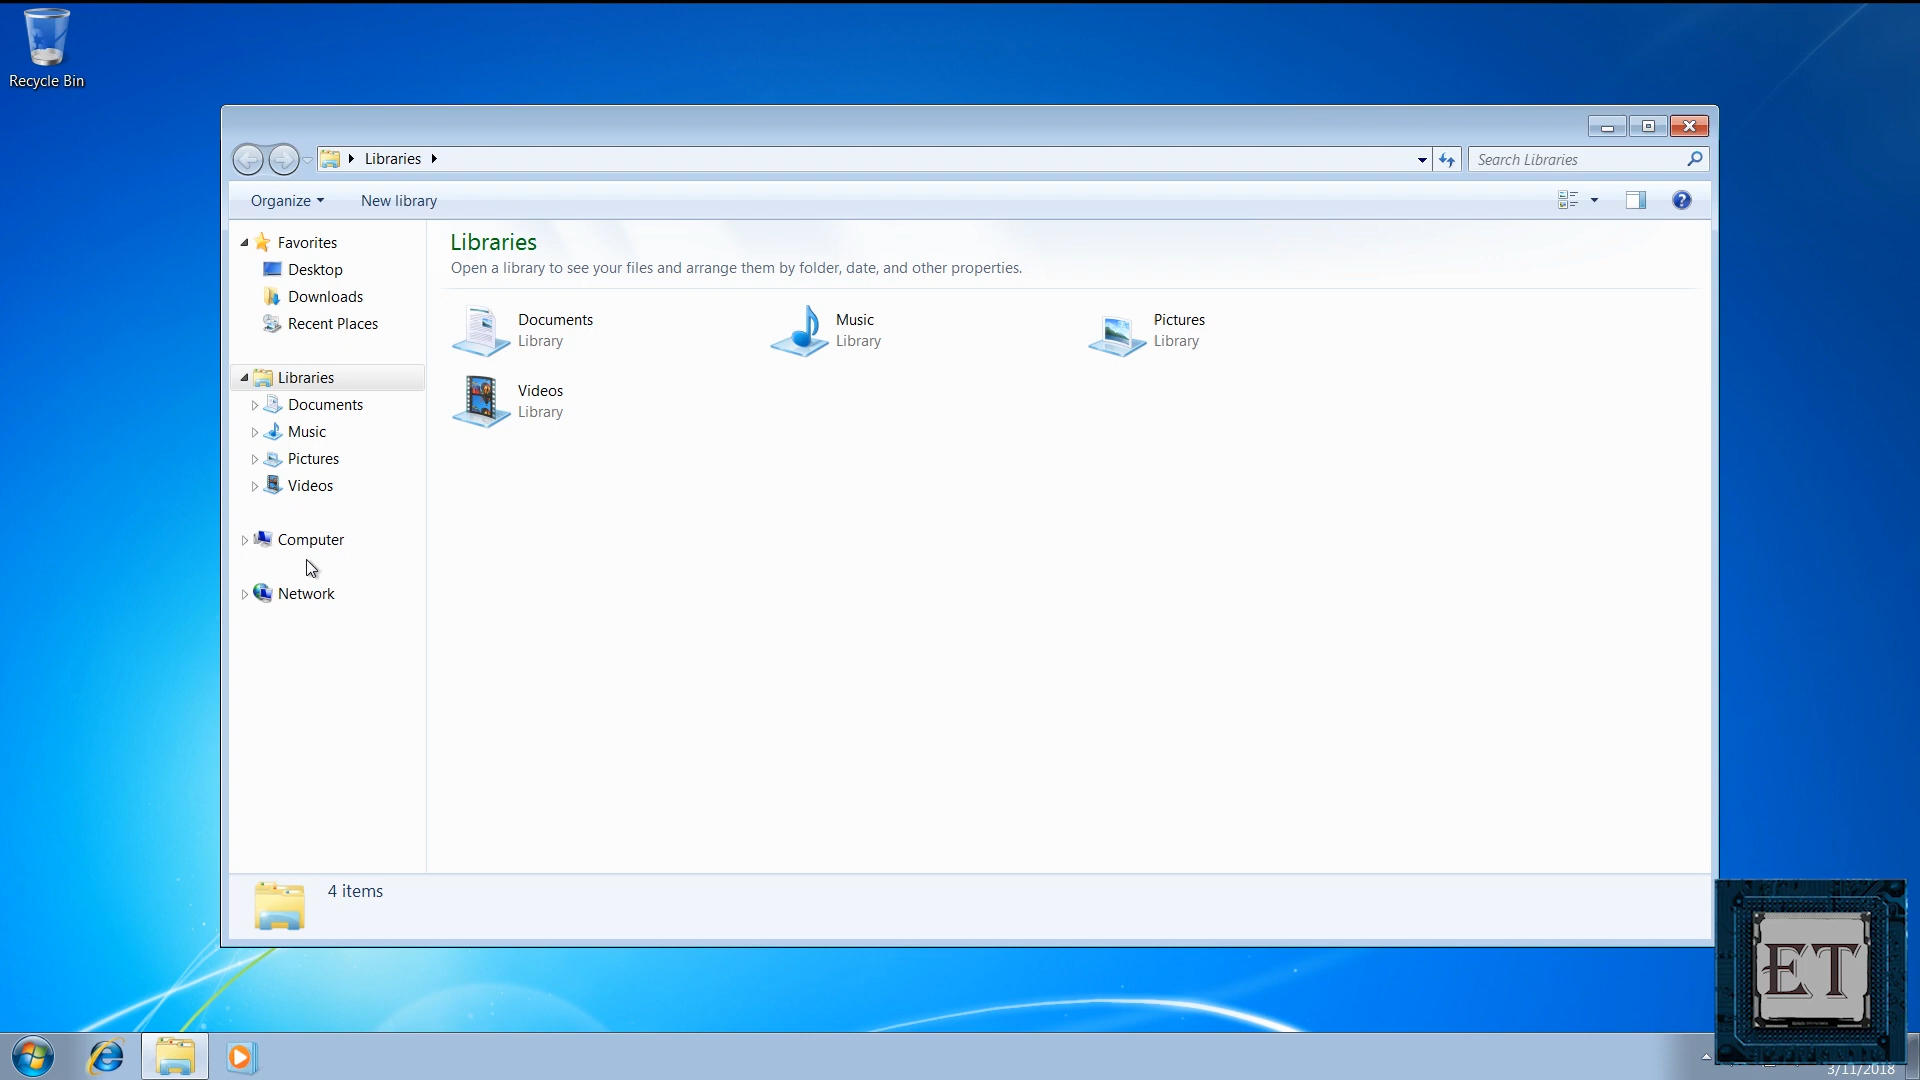 Recycle Bin
Libraries
Search Libraries
Organize
New library
Favorites
Desktop
Downloads
Recent Places
Libraries
Documents
Music
Pictures
Videos
Computer
Network
Libraries
Open a library to see your files and arrange them by folder, date, and other properties.
Documents
Library
Music
Library
Pictures
Library
Videos
Library
4 items
ET
3/11/2018